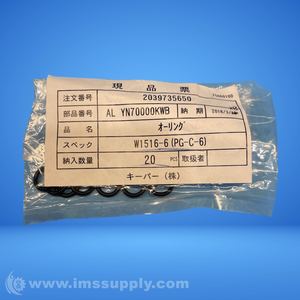 現品票
注文番号 2039735650
部品番号 AL YN70000KWB 納期
オーリング
スペック W1516-6(PG-C-6)
納入数量 20 PCS 取扱者
キーパー(株)
© www.imssupply.com